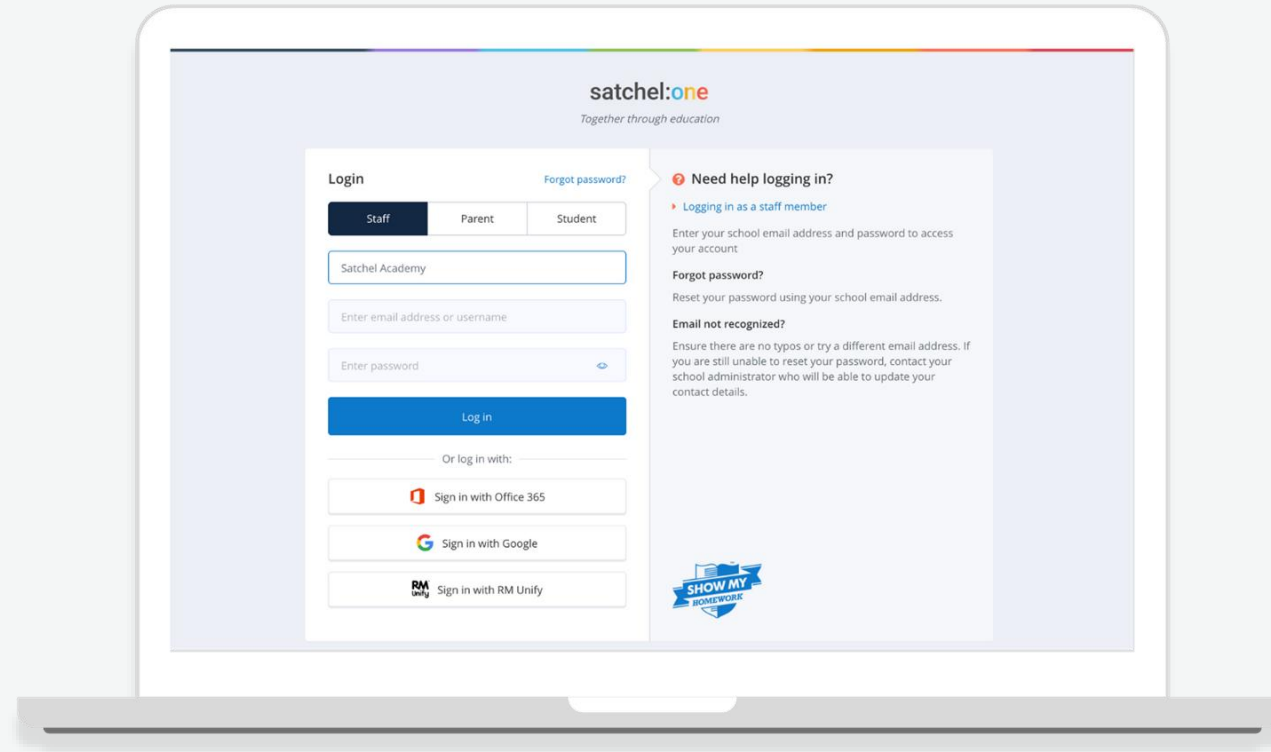 satchel:one
Together through education
Login
Forgot password?
Staff
Parent
Student
Satchel Academy
Enter email address or username
Enter password
Log in
Or log in with:
Sign in with Office 365
Sign in with Google
RM Unify
Sign in with RM Unify
Need help logging in?
Logging in as a staff member
Enter your school email address and password to access
your account
Forgot password?
Reset your password using your school email address.
Email not recognized?
Ensure there are no typos or try a different email address. If
you are still unable to reset your password, contact your
school administrator who will be able to update your
contact details.
SHOW MY
HOMEWORK